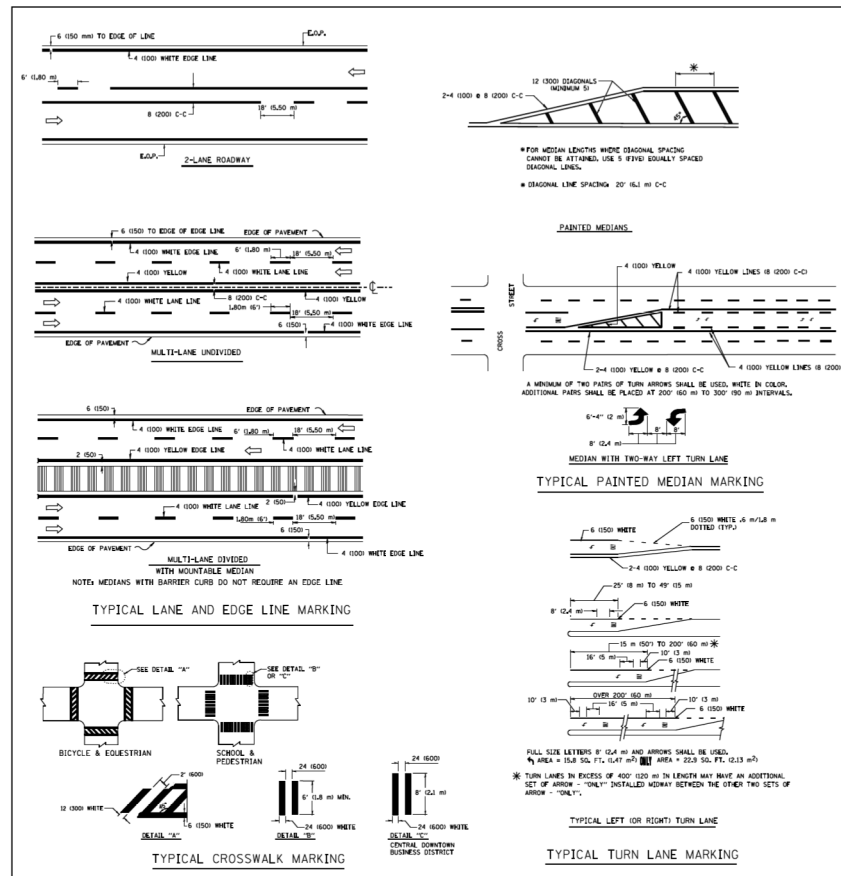 6 (150 mm) TO EDGE OF LINE
E.O.P.
4 (100) WHITE EDGE LINE
6' (1.80 m)
18' (5.50 m)
8 (200) C-C
E.O.P.
2-LANE ROADWAY
6 (150) TO EDGE OF EDGE LINE
EDGE OF PAVEMENT
4 (100) WHITE EDGE LINE
6' (1.80 m)
18' (5.50 m)
4 (100) YELLOW
4 (100) WHITE LANE LINE
4 (100) WHITE LANE LINE
8 (200) C-C
4 (100) YELLOW
1.80m (6')
18' (5.50 m)
6 (150)
4 (100) WHITE EDGE LINE
EDGE OF PAVEMENT
MULTI-LANE UNDIVIDED
6 (150)
EDGE OF PAVEMENT
4 (100) WHITE EDGE LINE
6' (1.80 m)
18' (5.50 m)
4 (100) YELLOW EDGE LINE
4 (100) WHITE LANE LINE
2 (50)
2 (50)
4 (100) WHITE LANE LINE
4 (100) YELLOW EDGE LINE
1.80m (6')
18' (5.50 m)
6 (150)
EDGE OF PAVEMENT
4 (100) WHITE EDGE LINE
MULTI-LANE DIVIDED
WITH MOUNTABLE MEDIAN
NOTE: MEDIANS WITH BARRIER CURB DO NOT REQUIRE AN EDGE LINE
TYPICAL LANE AND EDGE LINE MARKING
SEE DETAIL "A"
SEE DETAIL "B"
OR "C"
BICYCLE & EQUESTRIAN
SCHOOL &
PEDESTRIAN
2' (600)
12 (300) WHITE
45°
6 (150) WHITE
DETAIL "A"
24 (600)
6' (1.8 m) MIN.
24 (600) WHITE
DETAIL "B"
24 (600)
8' (2.1 m)
24 (600) WHITE
DETAIL "C"
CENTRAL DOWNTOWN
BUSINESS DISTRICT
TYPICAL CROSSWALK MARKING
12 (300) DIAGONALS
(MINIMUM 5)
*
2-4 (100) @ 8 (200) C-C
45°
* FOR MEDIAN LENGTHS WHERE DIAGONAL SPACING
CANNOT BE ATTAINED, USE 5 (FIVE) EQUALLY SPACED
DIAGONAL LINES.
* DIAGONAL LINE SPACING: 20' (6.1 m) C-C
PAINTED MEDIANS
CROSS STREET
4 (100) YELLOW
4 (100) YELLOW LINES (8 (200) C-C)
2-4 (100) YELLOW @ 8 (200) C-C
4 (100) YELLOW LINES (8 (200)
A MINIMUM OF TWO PAIRS OF TURN ARROWS SHALL BE USED, WHITE IN COLOR.
ADDITIONAL PAIRS SHALL BE PLACED AT 200' (60 m) TO 300' (90 m) INTERVALS.
6'-4" (2 m)
8'
8'
8' (2.4 m)
MEDIAN WITH TWO-WAY LEFT TURN LANE
TYPICAL PAINTED MEDIAN MARKING
6 (150) WHITE
6 (150) WHITE .6 m/1.8 m
DOTTED (TYP.)
2-4 (100) YELLOW @ 8 (200) C-C
25' (8 m) TO 49' (15 m)
8' (2.4 m)
6 (150) WHITE
15 m (50') TO 200' (60 m) *
16' (5 m)
10' (3 m)
6 (150) WHITE
OVER 200' (60 m)
10' (3 m)
16' (5 m)
10' (3 m)
6 (150) WHITE
FULL SIZE LETTERS 8' (2.4 m) AND ARROWS SHALL BE USED.
AREA = 15.8 SQ. FT. (1.47 m²) ONLY AREA = 22.9 SQ. FT. (2.13 m²)
* TURN LANES IN EXCESS OF 400' (120 m) IN LENGTH MAY HAVE AN ADDITIONAL
SET OF ARROW - "ONLY" INSTALLED MIDWAY BETWEEN THE OTHER TWO SETS OF
ARROW - "ONLY".
TYPICAL LEFT (OR RIGHT) TURN LANE
TYPICAL TURN LANE MARKING